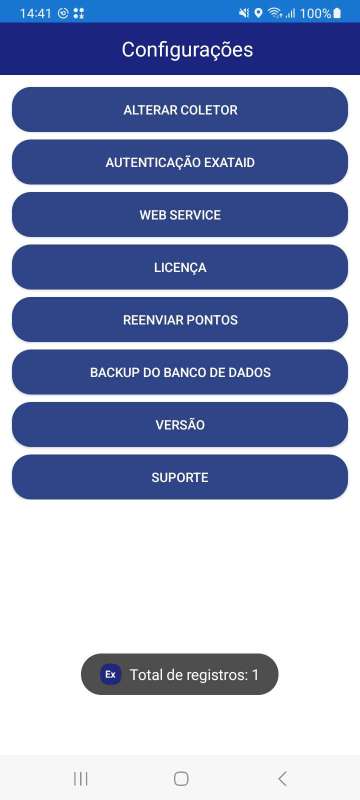 14:41
100%
Configurações
ALTERAR COLETOR
AUTENTICAÇÃO EXATAID
WEB SERVICE
LICENÇA
REENVIAR PONTOS
BACKUP DO BANCO DE DADOS
VERSÃO
SUPORTE
Ex Total de registros: 1